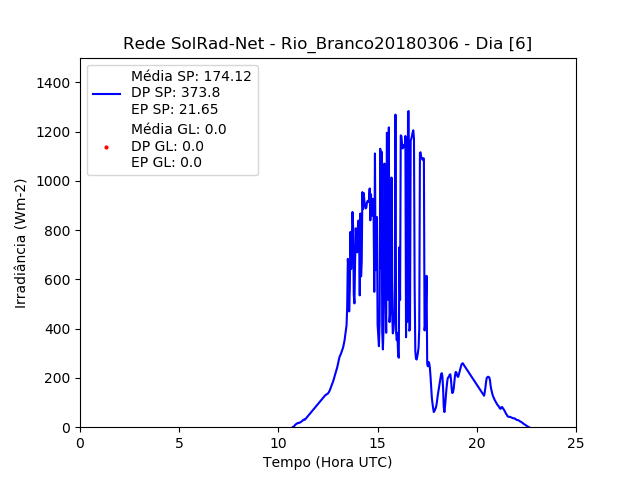 Rede SolRad-Net - Rio_Branco20180306 - Dia [6]
Média SP: 174.12
DP SP: 373.8
EP SP: 21.65
Média GL: 0.0
DP GL: 0.0
EP GL: 0.0
Irradiância (Wm-2)
1400
1200
1000
800
600
400
200
0
0 5 10 15 20 25
Tempo (Hora UTC)